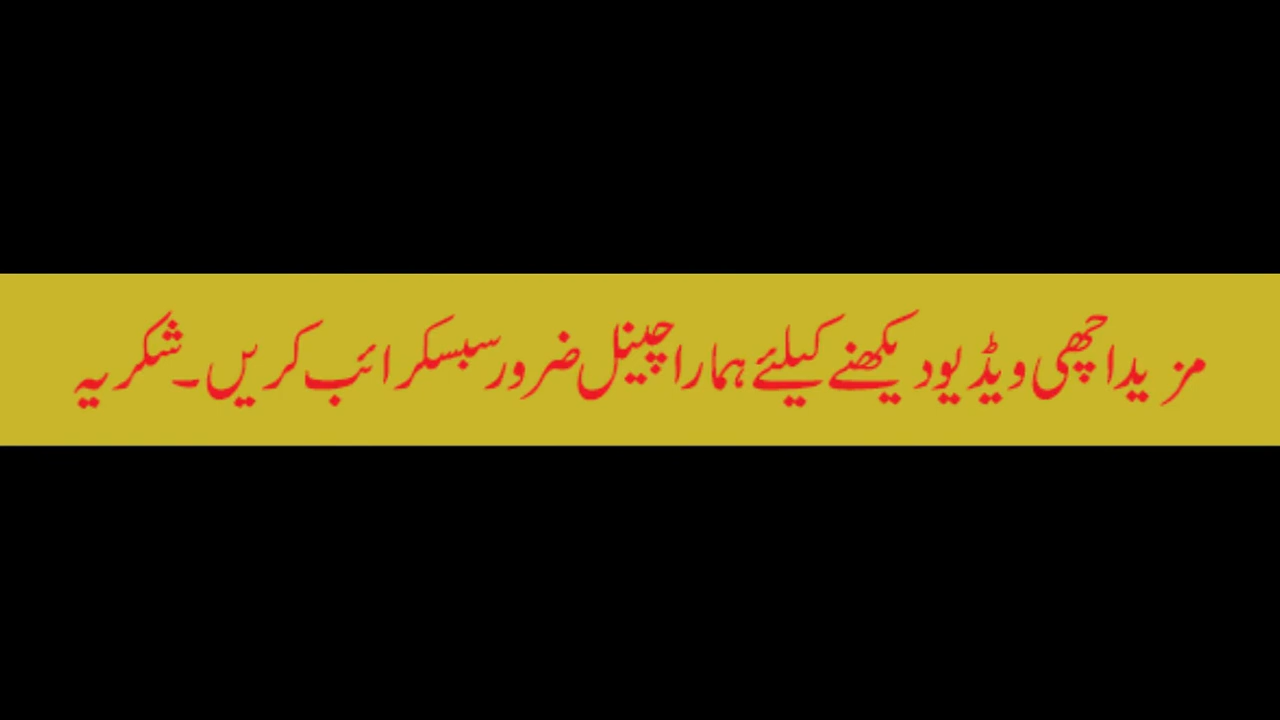 مزید اچھی ویڈیو دیکھنے کیلئے ہمارا چینل ضرور سبسکرائب کریں۔ شکریہ